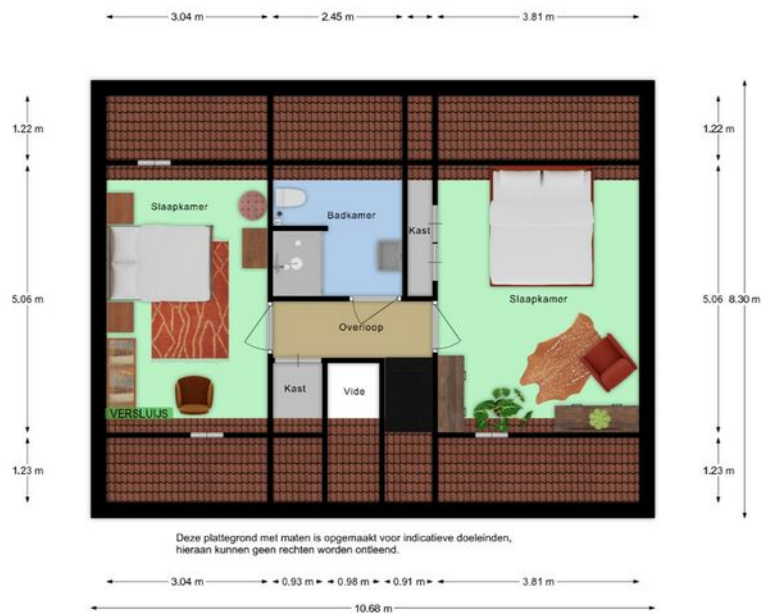 3.04 m 2.45 m 3.81 m
1.22 m 1.22 m
Slaapkamer Badkamer
Kast
5.06 m Slaapkamer 5.06 8.30 m
Overloop
Kast Vide
VERSLUIJS
1.23 m 1.23 m
Deze plattegrond met maten is opgemaakt voor indicatieve doeleinden,
hieraan kunnen geen rechten worden ontleend.
3.04 m 0.93 m 0.98 m 0.91 m 3.81 m
10.68 m